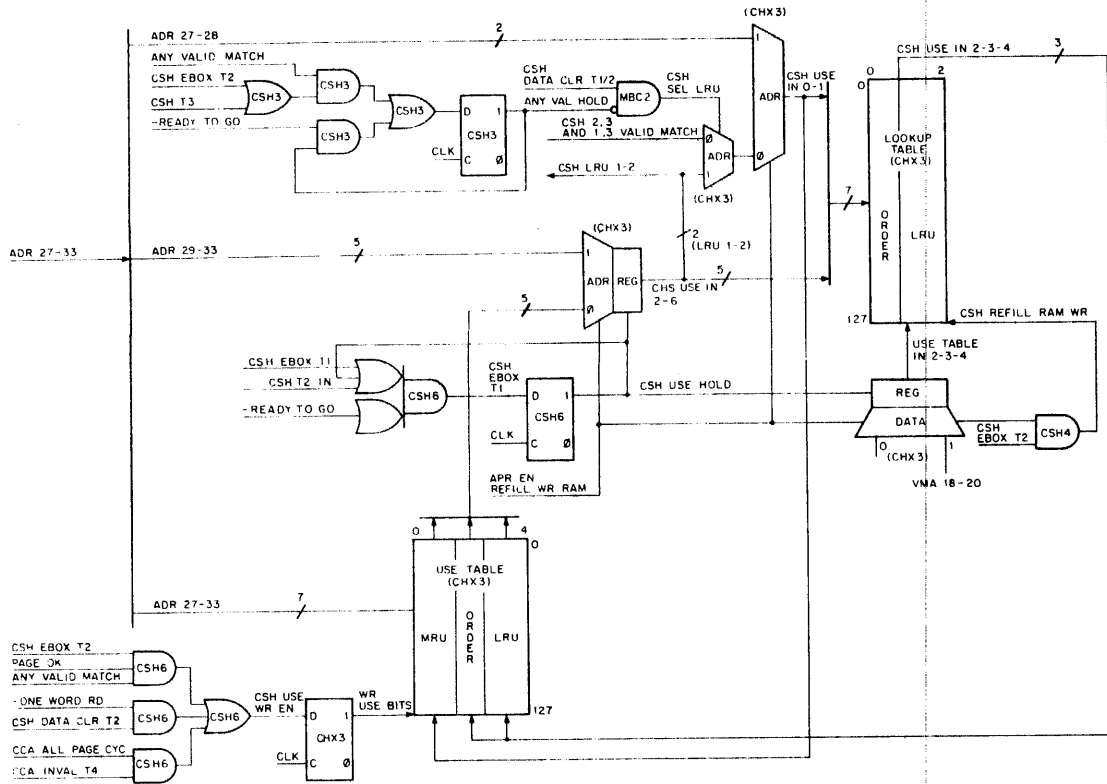 (CHX3)
ADR 27-28
2
1
ANY VALID MATCH
CSH EBOX T2
CSH T3
CSH3
CSH3
CSH3
-READY TO GO
CSH3
D 1
CSH3
C Ø
CLK
CSH
DATA CLR T1/2
ANY VAL HOLD
MBC2
CSH
SEL LRU
CSH 2,3
AND 1,3 VALID MATCH
Ø
ADR
1
(CHX3)
CSH LRU 1-2
ADR
Ø
CSH USE
IN 0-1
CSH USE IN 2-3-4
3
0
2
0
LOOKUP
TABLE
(CHX3)
ORDER
LRU
127
7
ADR 27-33
ADR 29-33
5
(CHX3)
1
ADR
REG
Ø
5
2
(LRU 1-2)
CHS USE IN
2-6
5
CSH REFILL RAM WR
USE TABLE
IN 2-3-4
CSH EBOX T1
CSH T2 IN
-READY TO GO
CSH6
CSH
EBOX
T1
D 1
CSH6
C Ø
CLK
CSH USE HOLD
REG
DATA
0
1
(CHX3)
VMA 18-20
CSH
EBOX T2
CSH4
APR EN
REFILL WR RAM
0
4
0
USE TABLE
(CHX3)
MRU
ORDER
LRU
127
ADR 27-33
7
CSH EBOX T2
PAGE OK
ANY VALID MATCH
CSH6
-ONE WORD RD
CSH DATA CLR T2
CSH6
CCA ALL PAGE CYC
CCA INVAL T4
CSH6
CSH6
CSH USE
WR EN
D 1
CHX3
C Ø
CLK
WR
USE BITS